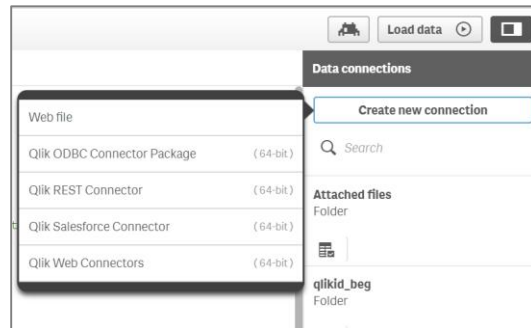 Load data
Data connections
Create new connection
Search
Attached files
Folder
qlikid_beg
Folder
Web file
Qlik ODBC Connector Package (64-bit)
Qlik REST Connector (64-bit)
Qlik Salesforce Connector (64-bit)
Qlik Web Connectors (64-bit)